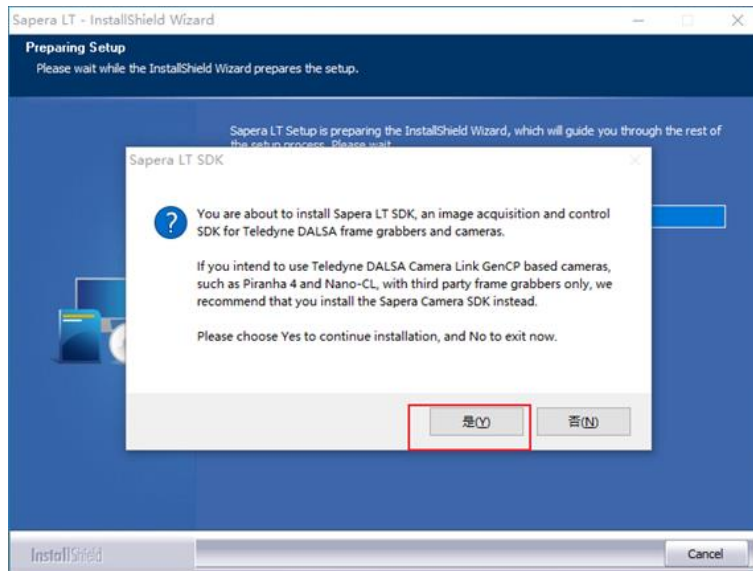 Sapera LT - InstallShield Wizard
Preparing Setup
Please wait while the InstallShield Wizard prepares the setup.
Sapera LT Setup is preparing the InstallShield Wizard, which will guide you through the rest of
the setup process. Please wait.
Sapera LT SDK
You are about to install Sapera LT SDK, an image acquisition and control
SDK for Teledyne DALSA frame grabbers and cameras.
If you intend to use Teledyne DALSA Camera Link GenCP based cameras,
such as Piranha 4 and Nano-CL, with third party frame grabbers only, we
recommend that you install the Sapera Camera SDK instead.
Please choose Yes to continue installation, and No to exit now.
是(Y)
否(N)
InstallShield
Cancel